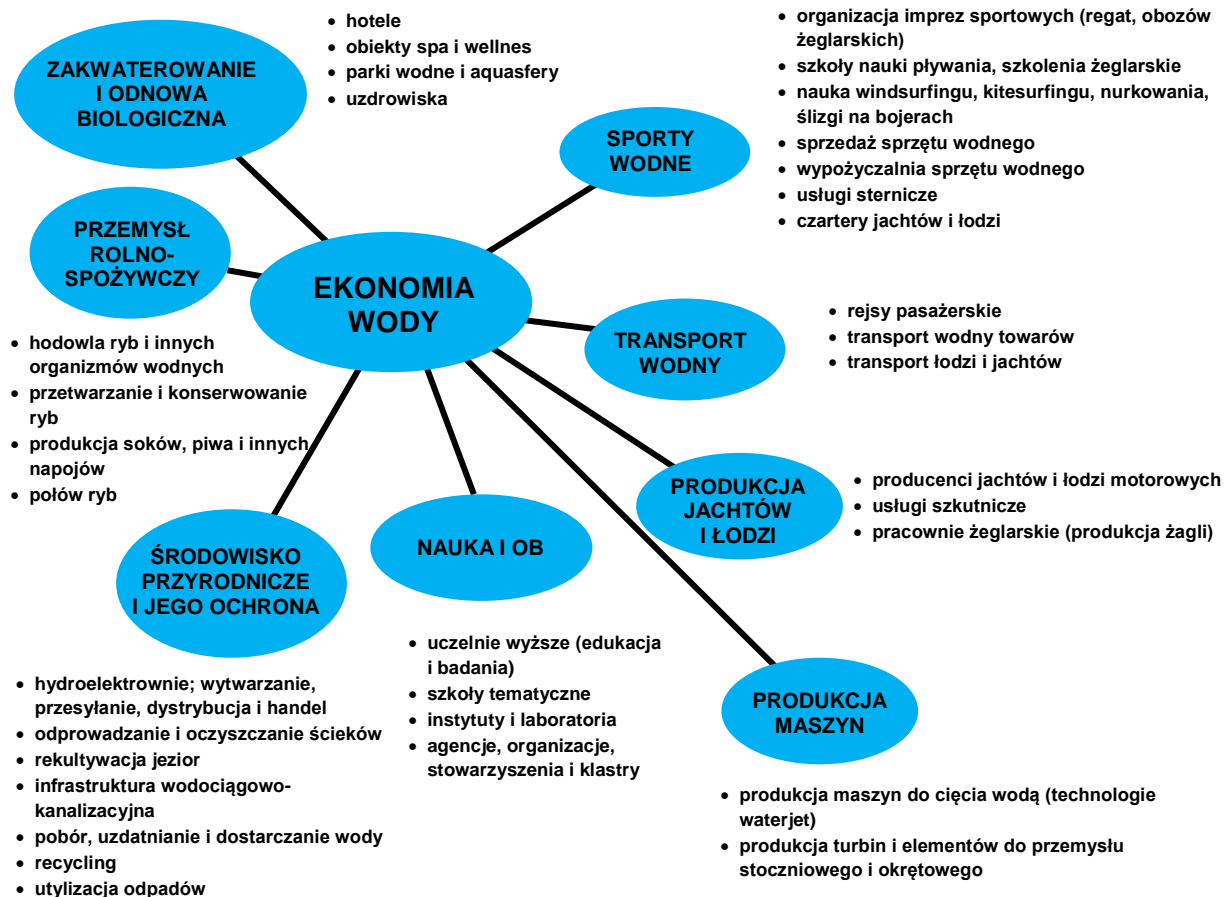 ZAKWATEROWANIE
I ODNOWA
BIOLOGICZNA
• hotele
• obiekty spa i wellnes
• parki wodne i aquasfery
• uzdrowiska
SPORTY
WODNE
• organizacja imprez sportowych (regat, obozów
żeglarskich)
• szkoły nauki pływania, szkolenia żeglarskie
• nauka windsurfingu, kitesurfingu, nurkowania,
ślizgi na bojerach
• sprzedaż sprzętu wodnego
• wypożyczalnia sprzętu wodnego
• usługi sternicze
• czartery jachtów i łodzi
PRZEMYSŁ
ROLNO-
SPOŻYWCZY
• hodowla ryb i innych
organizmów wodnych
• przetwarzanie i konserwowanie
ryb
• produkcja soków, piwa i innych
napojów
• połów ryb
EKONOMIA
WODY
TRANSPORT
WODNY
• rejsy pasażerskie
• transport wodny towarów
• transport łodzi i jachtów
PRODUKCJA
JACHTÓW
I ŁODZI
• producenci jachtów i łodzi motorowych
• usługi szkutnicze
• pracownie żeglarskie (produkcja żagli)
ŚRODOWISKO
PRZYRODNICZE
I JEGO OCHRONA
• hydroelektrownie; wytwarzanie,
przesyłanie, dystrybucja i handel
• odprowadzanie i oczyszczanie ścieków
• rekultywacja jezior
• infrastruktura wodociągowo-
kanalizacyjna
• pobór, uzdatnianie i dostarczanie wody
• recycling
• utylizacja odpadów
NAUKA I OB
• uczelnie wyższe (edukacja
i badania)
• szkoły tematyczne
• instytuty i laboratoria
• agencje, organizacje,
stowarzyszenia i klastry
PRODUKCJA
MASZYN
• produkcja maszyn do cięcia wodą (technologie
waterjet)
• produkcja turbin i elementów do przemysłu
stoczniowego i okrętowego